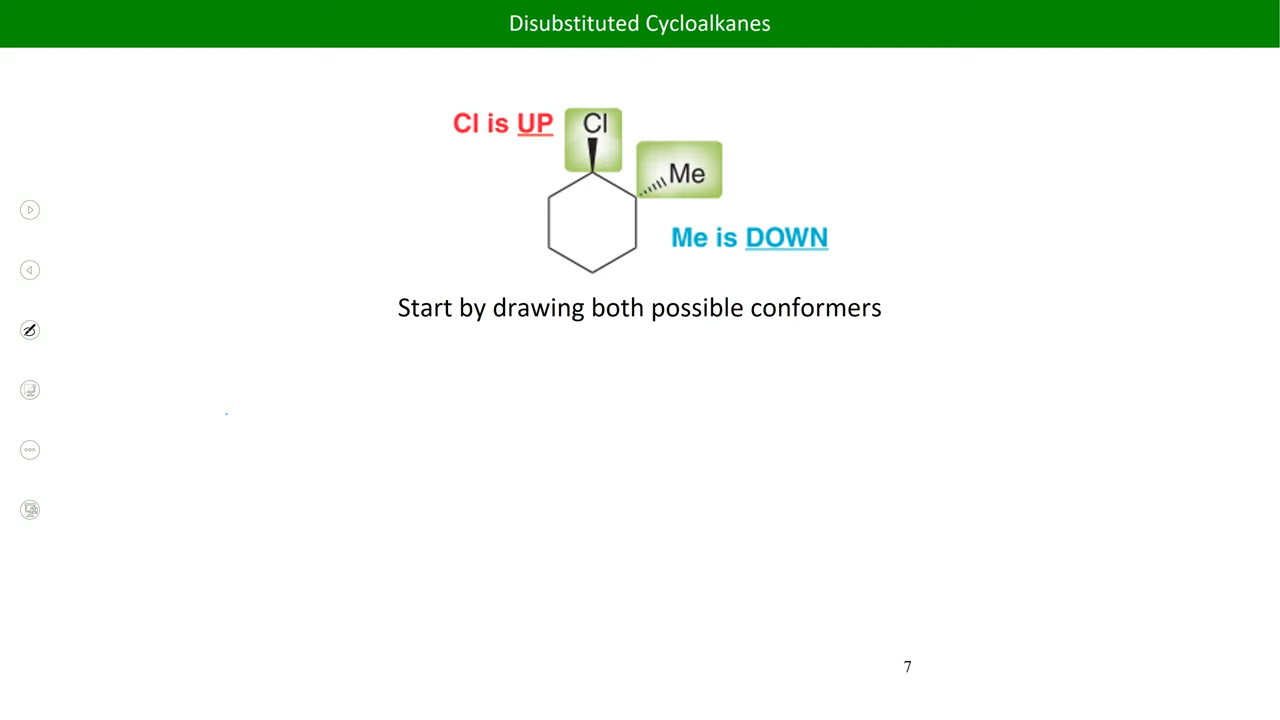 Disubstituted Cycloalkanes
Cl is UP
Cl
Me
Me is DOWN
Start by drawing both possible conformers
7